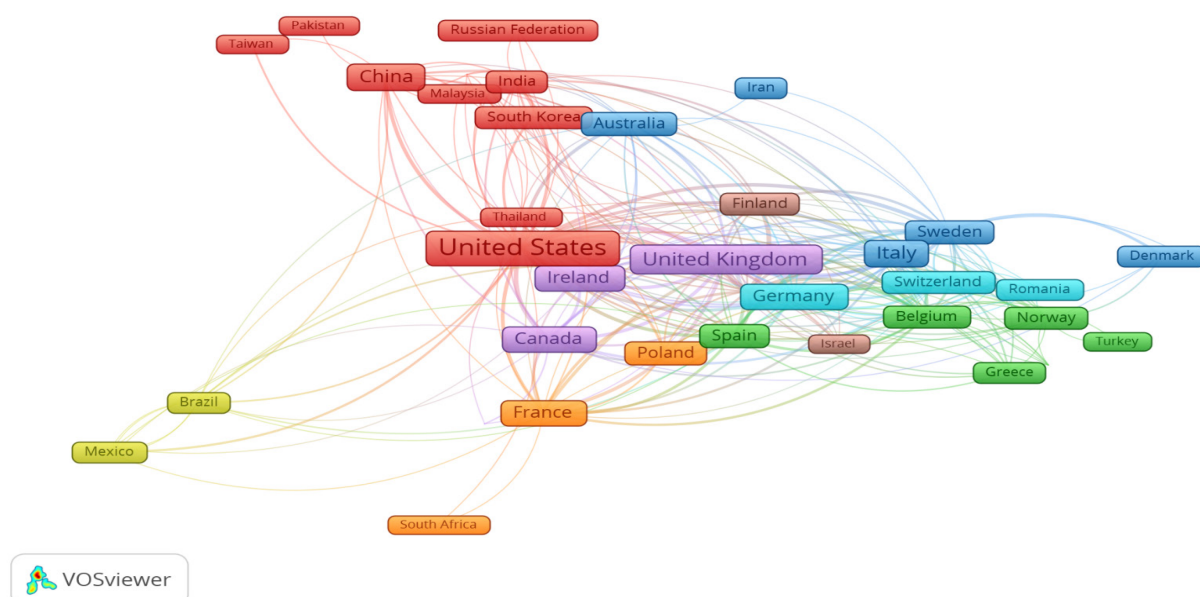 Pakistan
Taiwan
Russian Federation
China
India
Malaysia
Iran
South Korea
Australia
Finland
Thailand
Sweden
United States
Italy
Denmark
United Kingdom
Ireland
Switzerland
Romania
Germany
Belgium
Norway
Spain
Canada
Turkey
Israel
Poland
Greece
Brazil
France
Mexico
South Africa
VOSviewer